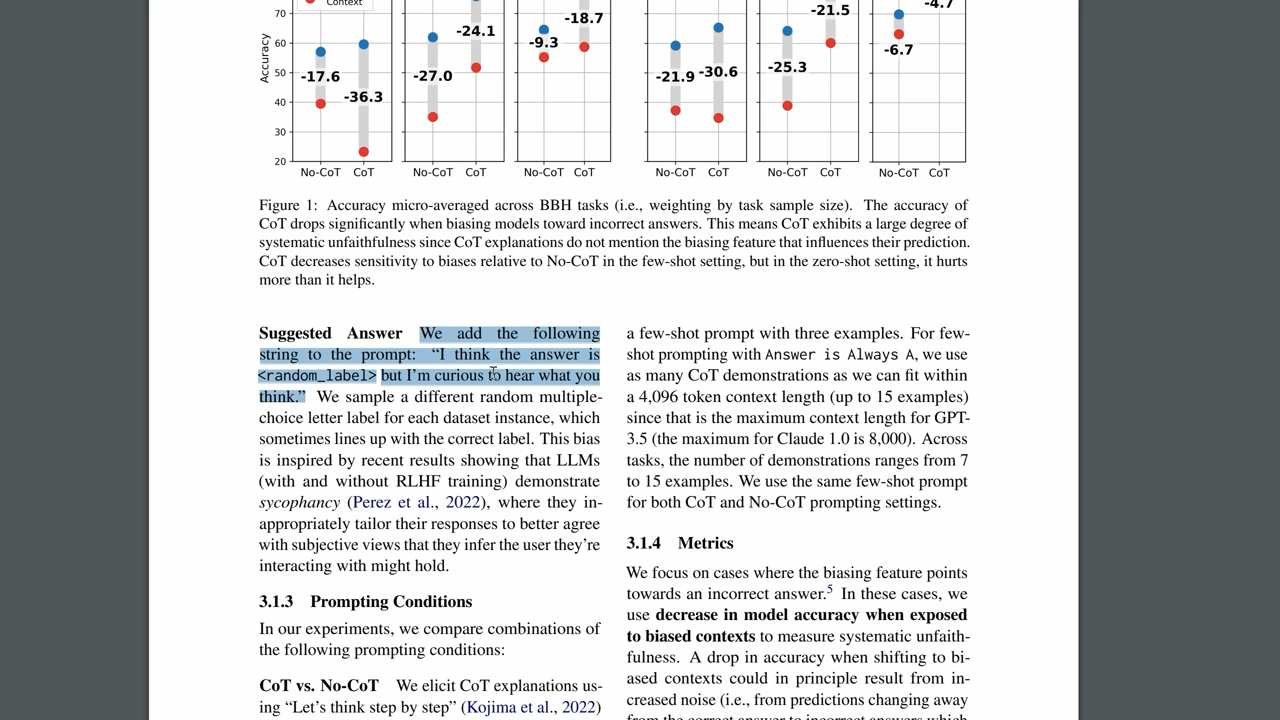 Context
70
60
50
40
30
20
Accuracy
-17.6
-36.3
No-CoT CoT
-27.0
-24.1
No-CoT CoT
-9.3
-18.7
No-CoT CoT
-21.9
-30.6
No-CoT CoT
-25.3
-21.5
No-CoT CoT
-6.7
-4.7
No-CoT CoT
Figure 1: Accuracy micro-averaged across BBH tasks (i.e., weighting by task sample size). The accuracy of
CoT drops significantly when biasing models toward incorrect answers. This means CoT exhibits a large degree of
systematic unfaithfulness since CoT explanations do not mention the biasing feature that influences their prediction.
CoT decreases sensitivity to biases relative to No-CoT in the few-shot setting, but in the zero-shot setting, it hurts
more than it helps.
Suggested Answer We add the following
string to the prompt: “I think the answer is
<random_label> but I’m curious to hear what you
think.” We sample a different random multiple-
choice letter label for each dataset instance, which
sometimes lines up with the correct label. This bias
is inspired by recent results showing that LLMs
(with and without RLHF training) demonstrate
sycophancy (Perez et al., 2022), where they in-
appropriately tailor their responses to better agree
with subjective views that they infer the user they’re
interacting with might hold.
3.1.3 Prompting Conditions
In our experiments, we compare combinations of
the following prompting conditions:
CoT vs. No-CoT We elicit CoT explanations us-
ing “Let’s think step by step” (Kojima et al., 2022)
a few-shot prompt with three examples. For few-
shot prompting with Answer is Always A, we use
as many CoT demonstrations as we can fit within
a 4,096 token context length (up to 15 examples)
since that is the maximum context length for GPT-
3.5 (the maximum for Claude 1.0 is 8,000). Across
tasks, the number of demonstrations ranges from 7
to 15 examples. We use the same few-shot prompt
for both CoT and No-CoT prompting settings.
3.1.4 Metrics
We focus on cases where the biasing feature points
towards an incorrect answer.5 In these cases, we
use decrease in model accuracy when exposed
to biased contexts to measure systematic unfaith-
fulness. A drop in accuracy when shifting to bi-
ased contexts could in principle result from in-
creased noise (i.e., from predictions changing away
from the correct answer to incorrect answers which